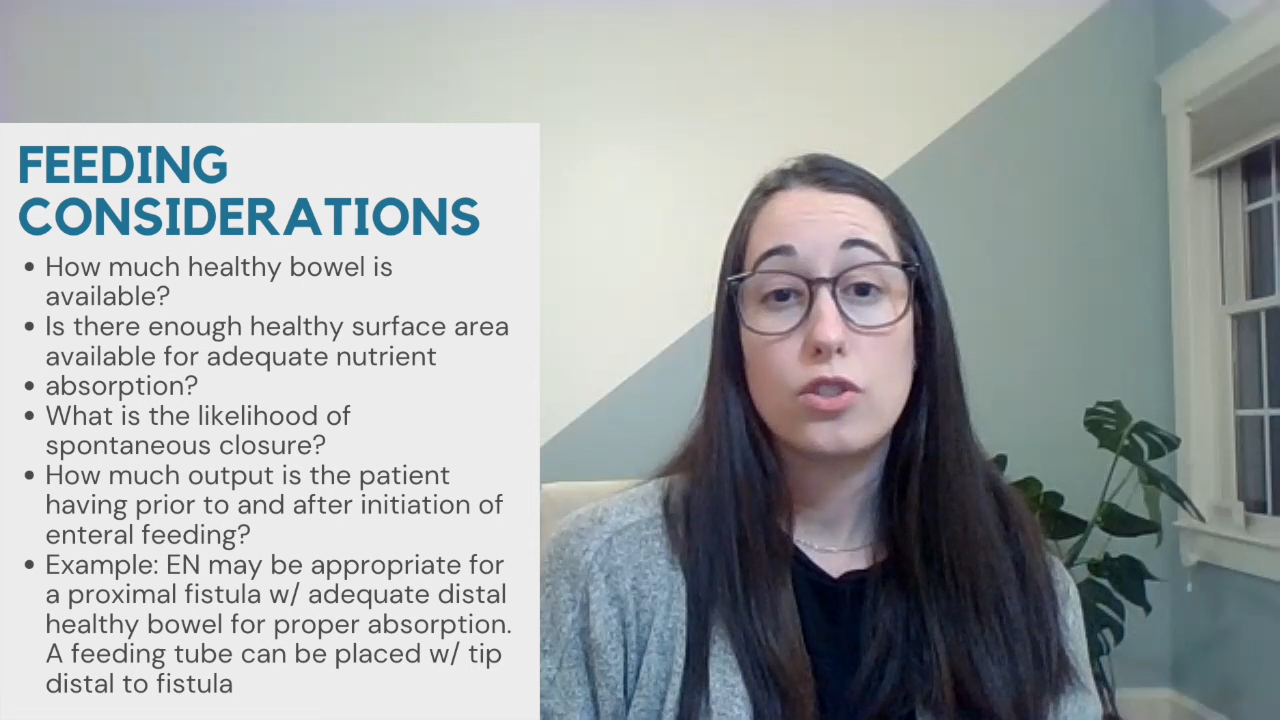 FEEDING
CONSIDERATIONS
• How much healthy bowel is
available?
• Is there enough healthy surface area
available for adequate nutrient
• absorption?
• What is the likelihood of
spontaneous closure?
• How much output is the patient
having prior to and after initiation of
enteral feeding?
• Example: EN may be appropriate for
a proximal fistula w/ adequate distal
healthy bowel for proper absorption.
A feeding tube can be placed w/ tip
distal to fistula